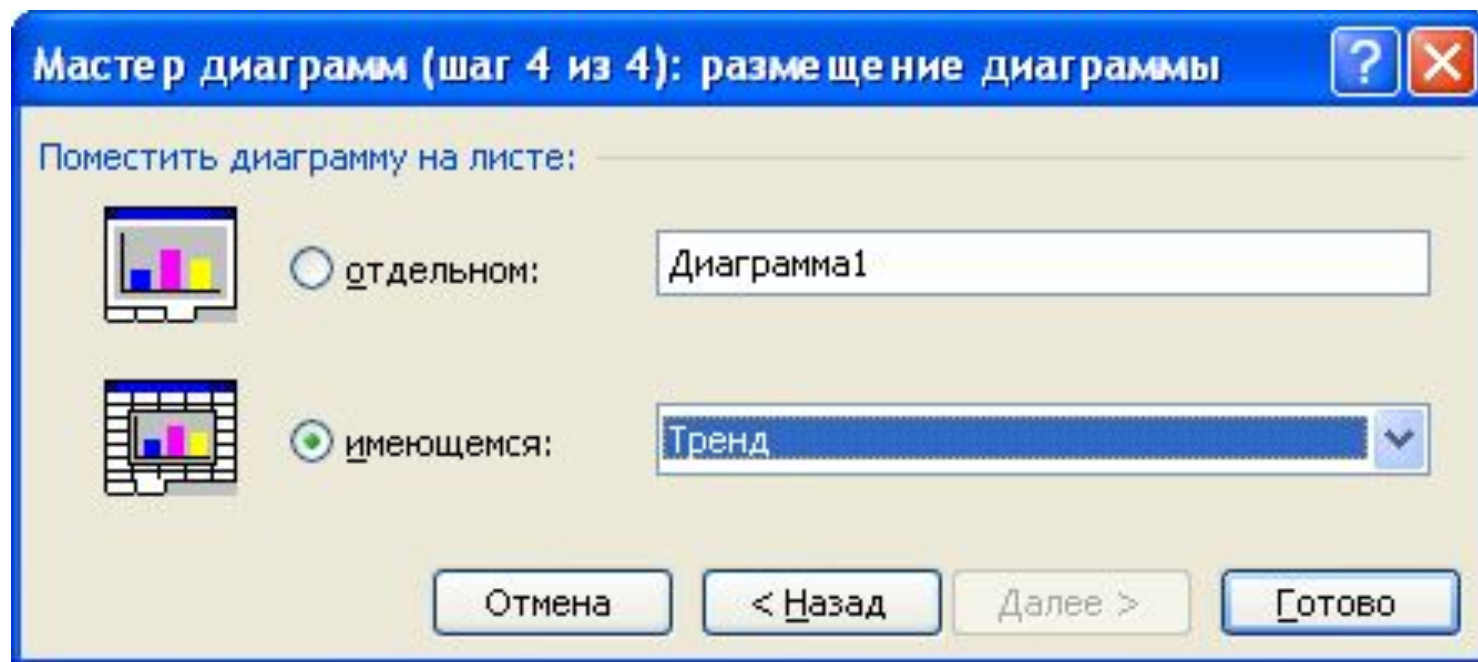 Мастер диаграмм (шаг 4 из 4): размещение диаграммы
Поместить диаграмму на листе:
отдельном: Диаграмма1
имеющемся: Тренд
Отмена < Назад Далее > Готово